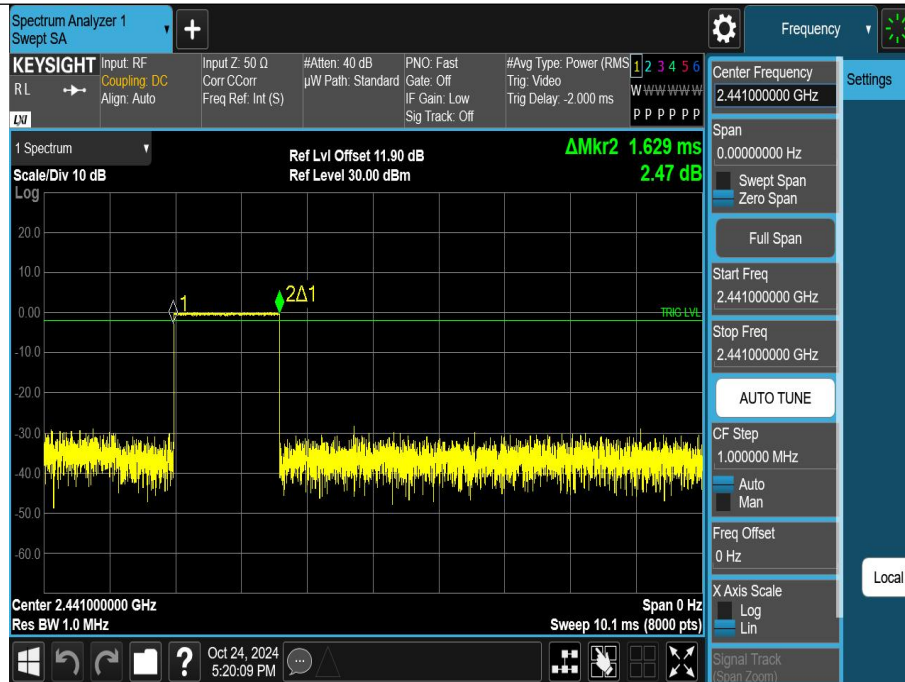 Spectrum Analyzer 1
Swept SA
Frequency
KEYSIGHT
RL
LXI
Input: RF
Coupling: DC
Align: Auto
Input Z: 50 Ω
Corr CCorr
Freq Ref: Int (S)
#Atten: 40 dB
µW Path: Standard
PNO: Fast
Gate: Off
IF Gain: Low
Sig Track: Off
#Avg Type: Power (RMS
Trig: Video
Trig Delay: -2.000 ms
1 2 3 4 5 6
W W W W W W
P P P P P P
1 Spectrum
Scale/Div 10 dB
Log
Ref Lvl Offset 11.90 dB
Ref Level 30.00 dBm
ΔMkr2 1.629 ms
2.47 dB
20.0
10.0
0.00
-10.0
-20.0
-30.0
-40.0
-50.0
-60.0
1
2Δ1
TRIG LVL
Center 2.441000000 GHz
Res BW 1.0 MHz
Span 0 Hz
Sweep 10.1 ms (8000 pts)
Oct 24, 2024
5:20:09 PM
Center Frequency
2.441000000 GHz
Span
0.00000000 Hz
Swept Span
Zero Span
Full Span
Start Freq
2.441000000 GHz
Stop Freq
2.441000000 GHz
AUTO TUNE
CF Step
1.000000 MHz
Auto
Man
Freq Offset
0 Hz
X Axis Scale
Log
Lin
Signal Track
(Span Zoom)
Settings
Local